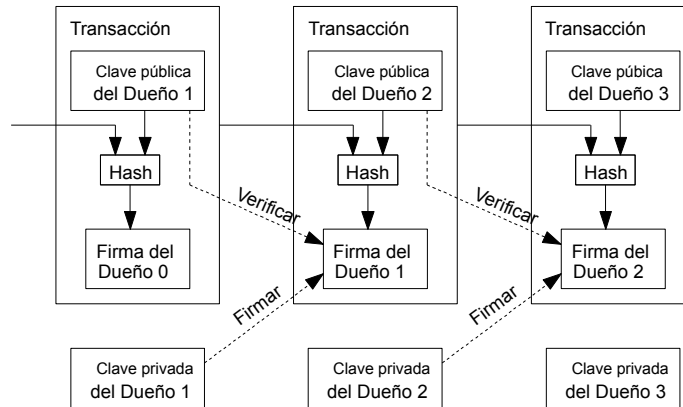 Transacción
Clave pública
del Dueño 1
Hash
Firma del
Dueño 0
Transacción
Clave pública
del Dueño 2
Hash
Firma del
Dueño 1
Transacción
Clave púbica
del Dueño 3
Hash
Firma del
Dueño 2
Verificar
Verificar
Firmar
Firmar
Clave privada
del Dueño 1
Clave privada
del Dueño 2
Clave privada
del Dueño 3